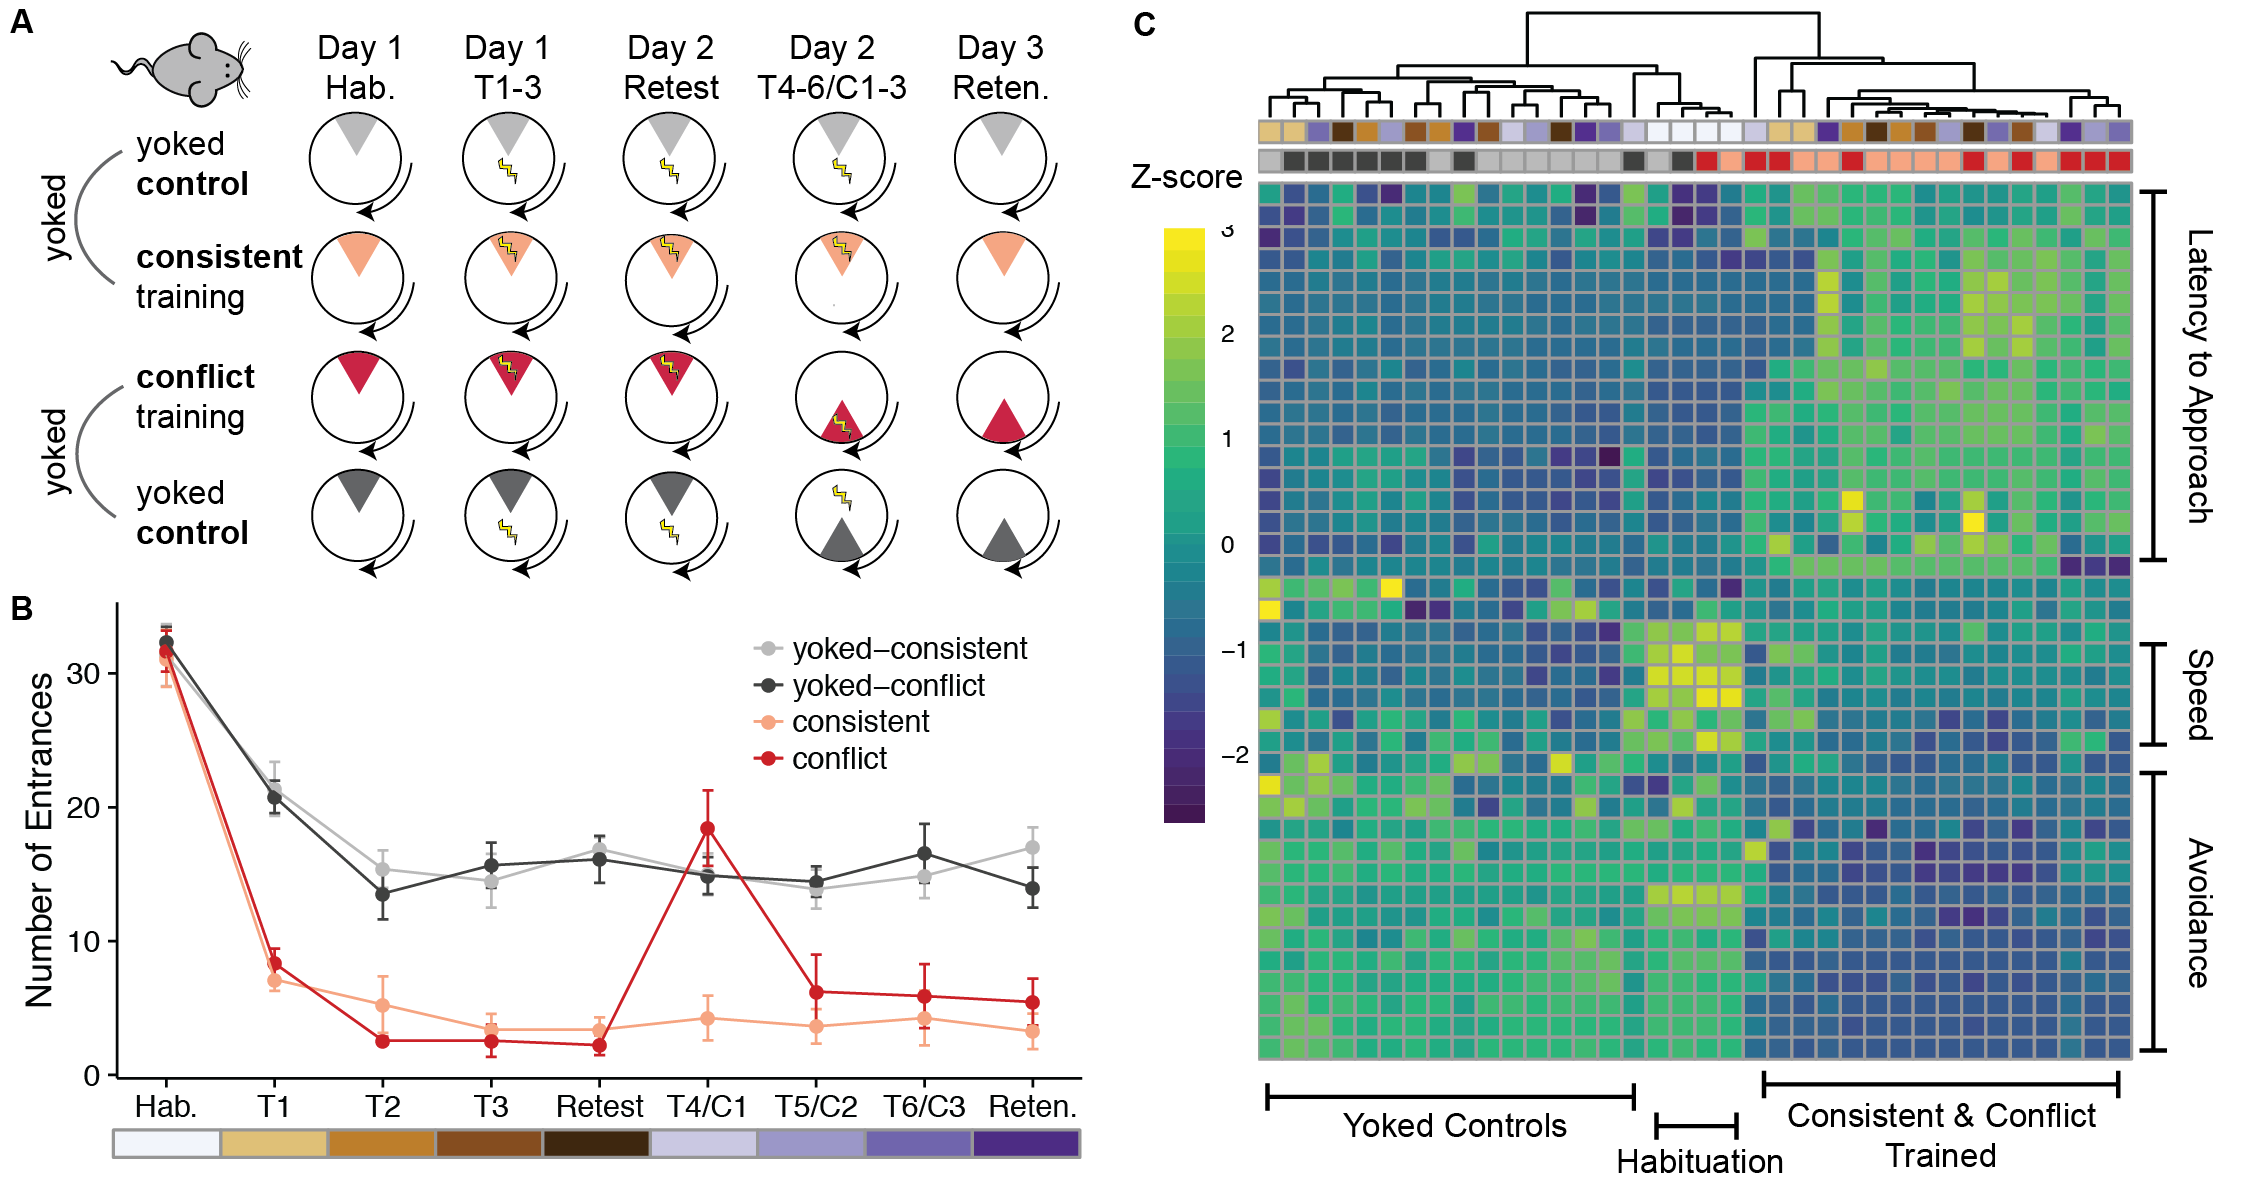 A
Day 1
Hab.
Day 1
T1-3
Day 2
Retest
Day 2
T4-6/C1-3
Day 3
Reten.
yoked
yoked
control
consistent
training
yoked
conflict
training
yoked
control
B
Number of Entrances
30
20
10
0
yoked–consistent
yoked–conflict
consistent
conflict
Hab.
T1
T2
T3
Retest
T4/C1
T5/C2
T6/C3
Reten.
C
Z-score
3
2
1
0
−1
−2
Latency to Approach
Speed
Avoidance
Yoked Controls
Habituation
Consistent & Conflict
Trained